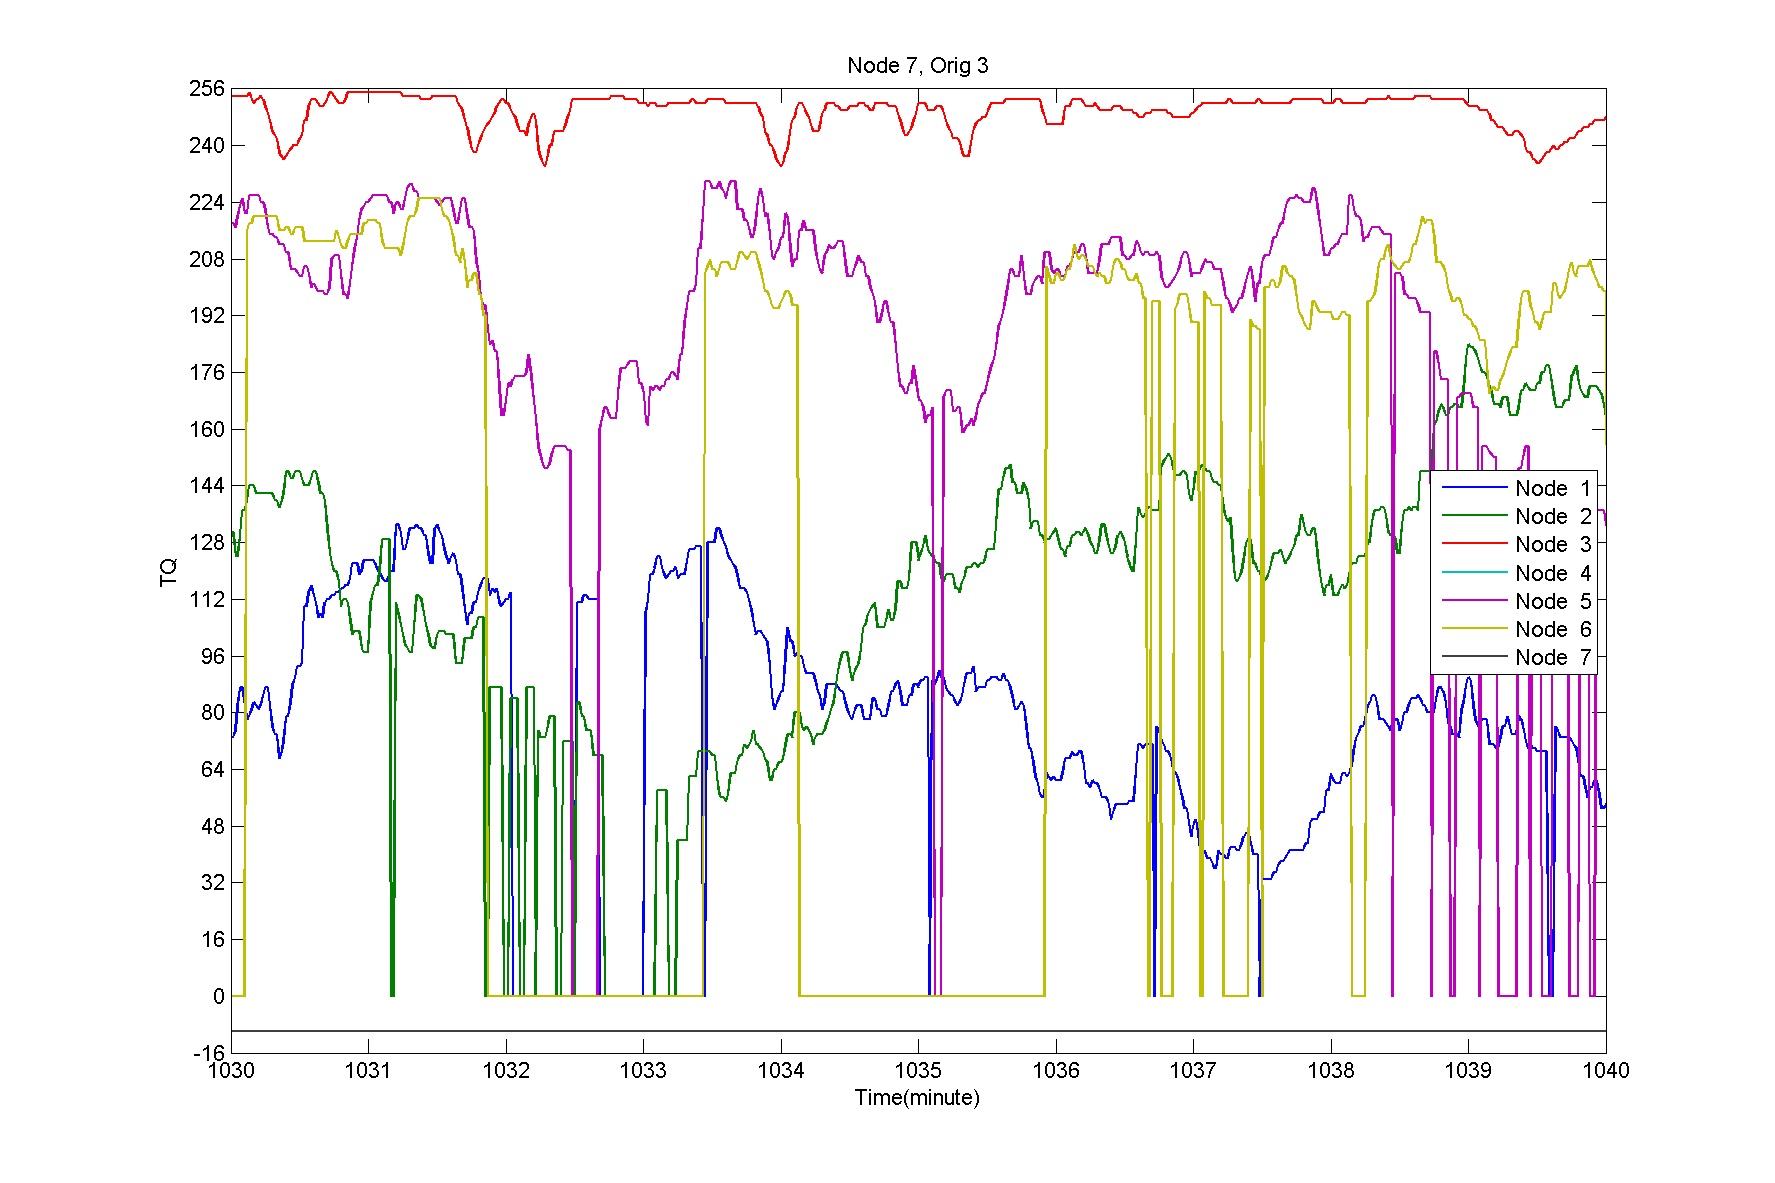 Node 7, Orig 3
256
240
224
208
192
176
160
144
128
112
96
80
64
48
32
16
0
-16
TQ
Node 1
Node 2
Node 3
Node 4
Node 5
Node 6
Node 7
1030 1031 1032 1033 1034 1035 1036 1037 1038 1039 1040
Time(minute)